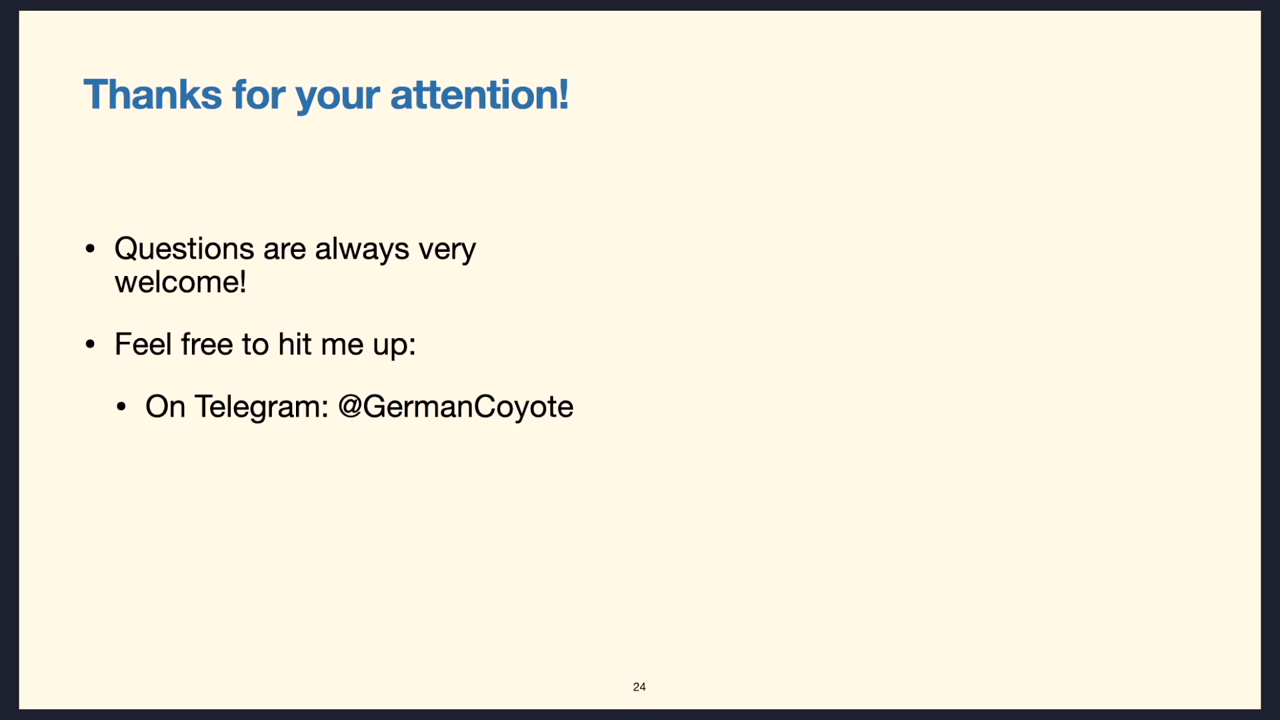 Thanks for your attention!
• Questions are always very
welcome!
• Feel free to hit me up:
• On Telegram: @GermanCoyote
24